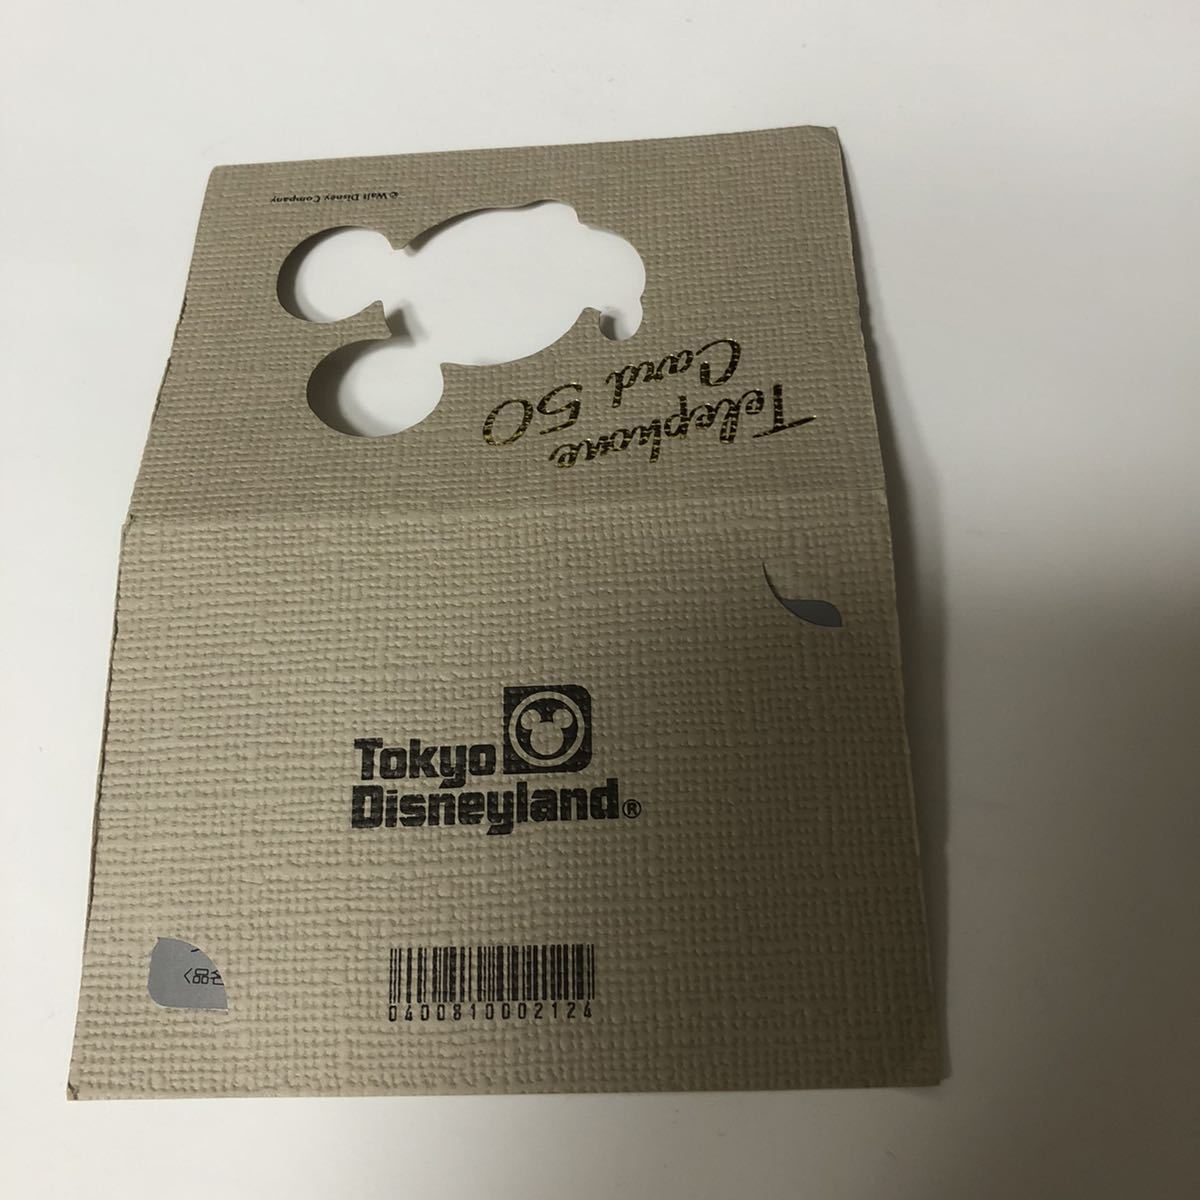 © Walt Disney Company
Telephone
Card 50
Tokyo
Disneyland®
0400810002124